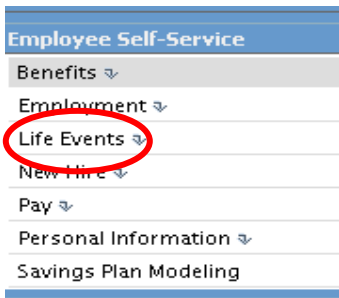 Employee Self-Service
Benefits
Employment
Life Events
New Hire
Pay
Personal Information
Savings Plan Modeling